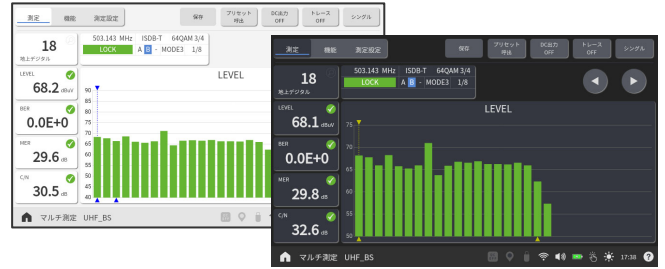 測定 機能 測定設定 保存 プリセット呼出 DC出力 OFF トレース OFF シングル
18 地上デジタル
503.143 MHz ISDB-T 64QAM 3/4
LOCK A B - MODE3 1/8
LEVEL
68.2 dBuV
BER
0.0E+0
MER
29.6 dB
C/N
30.5 dB
LEVEL
90
85
80
75
70
65
60
55
50
45
40
マルチ測定 UHF_BS
測定 機能 測定設定 保存 プリセット呼出 DC出力 OFF トレース OFF シングル
18 地上デジタル
503.143 MHz ISDB-T 64QAM 3/4
LOCK A B - MODE3 1/8
LEVEL
68.1 dBuV
BER
0.0E+0
MER
29.8 dB
C/N
32.6 dB
LEVEL
75
70
65
60
55
50
マルチ測定 UHF_BS 17:38